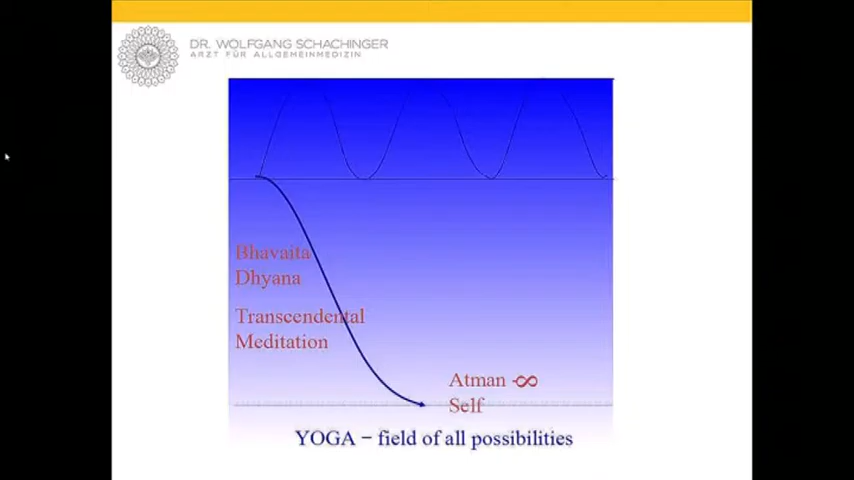 DR. WOLFGANG SCHACHINGER
ARZT FÜR ALLGEMEINMEDIZIN
Bhavaita
Dhyana
Transcendental
Meditation
Atman -∞
Self
YOGA – field of all possibilities